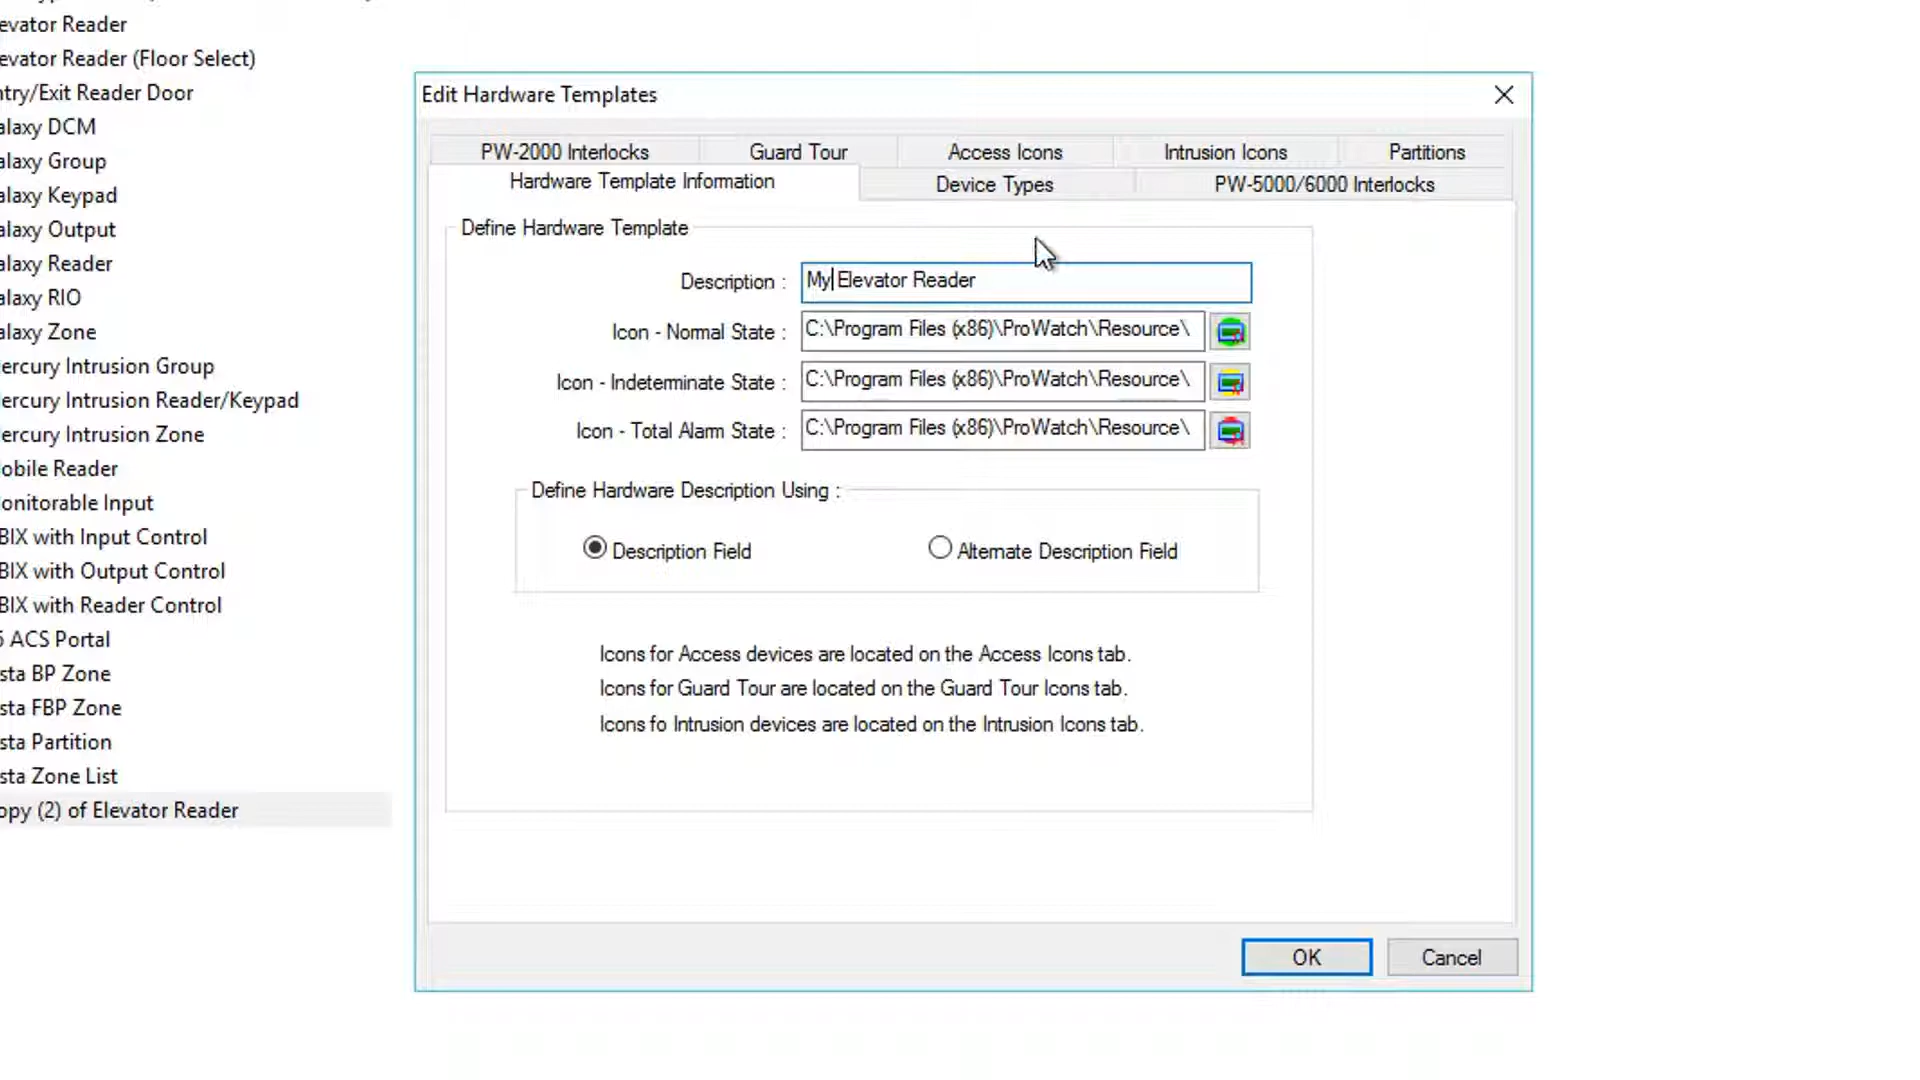 evator Reader
evator Reader (Floor Select)
ntry/Exit Reader Door
alaxy DCM
alaxy Group
alaxy Keypad
alaxy Output
alaxy Reader
alaxy RIO
alaxy Zone
ercury Intrusion Group
ercury Intrusion Reader/Keypad
ercury Intrusion Zone
obile Reader
onitorable Input
BIX with Input Control
BIX with Output Control
BIX with Reader Control
ACS Portal
sta BP Zone
sta FBP Zone
sta Partition
sta Zone List
opy (2) of Elevator Reader
Edit Hardware Templates
PW-2000 Interlocks
Guard Tour
Access Icons
Intrusion Icons
Partitions
Hardware Template Information
Device Types
PW-5000/6000 Interlocks
Define Hardware Template
Description : My Elevator Reader
Icon - Normal State : C:\Program Files (x86)\ProWatch\Resource\
Icon - Indeterminate State : C:\Program Files (x86)\ProWatch\Resource\
Icon - Total Alarm State : C:\Program Files (x86)\ProWatch\Resource\
Define Hardware Description Using :
Description Field
Alternate Description Field
Icons for Access devices are located on the Access Icons tab.
Icons for Guard Tour are located on the Guard Tour Icons tab.
Icons fo Intrusion devices are located on the Intrusion Icons tab.
OK
Cancel